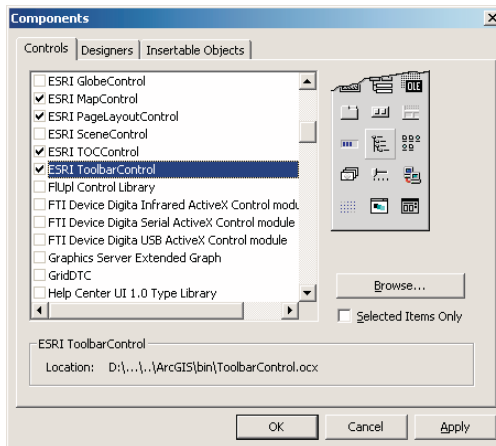 Components
Controls
Designers
Insertable Objects
ESRI GlobeControl
ESRI MapControl
ESRI PageLayoutControl
ESRI SceneControl
ESRI TOCControl
ESRI ToolbarControl
FlUpl Control Library
FTI Device Digita Infrared ActiveX Control modu
FTI Device Digita Serial ActiveX Control module
FTI Device Digita USB ActiveX Control module
Graphics Server Extended Graph
GridDTC
Help Center UI 1.0 Type Library
OLE
Browse...
Selected Items Only
ESRI ToolbarControl
Location: D:\...\..\ArcGIS\bin\ToolbarControl.ocx
OK
Cancel
Apply